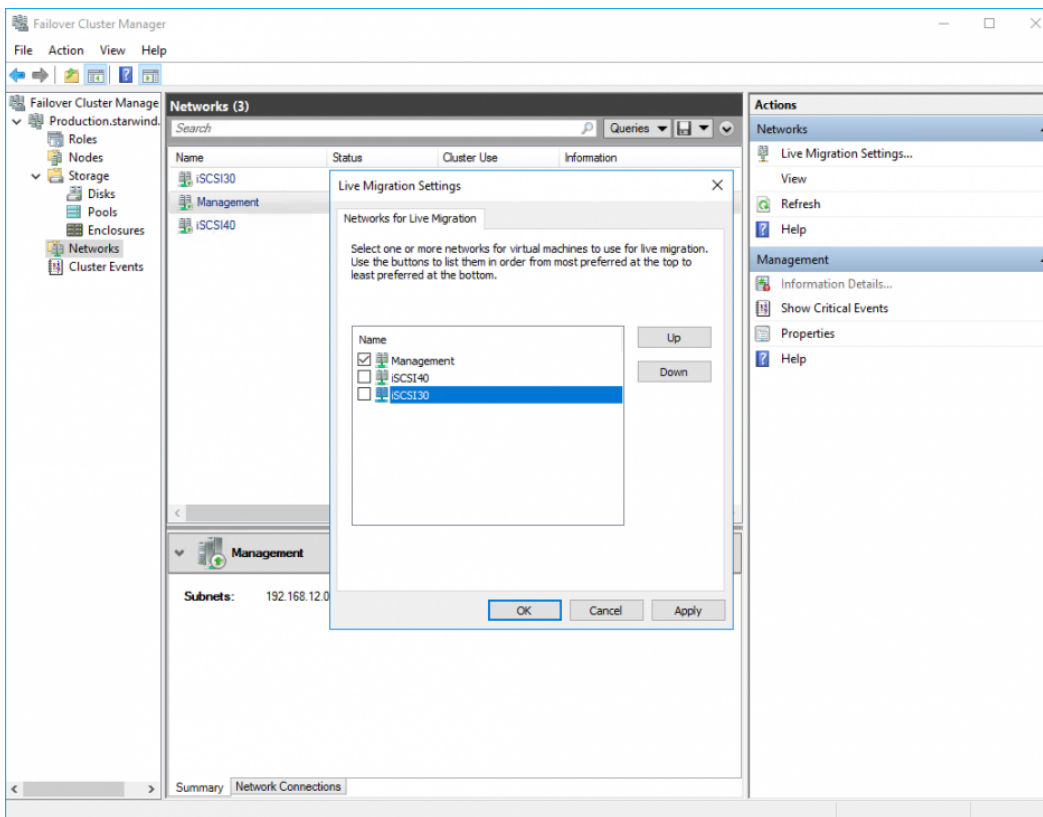 Failover Cluster Manager
File Action View Help
Failover Cluster Manage
Production.starwind.
Roles
Nodes
Storage
Disks
Pools
Enclosures
Networks
Cluster Events
Networks (3)
Search
Queries
Name Status Cluster Use Information
iSCSI30
Management
iSCSI40
Live Migration Settings
Networks for Live Migration
Select one or more networks for virtual machines to use for live migration.
Use the buttons to list them in order from most preferred at the top to
least preferred at the bottom.
Name
Management
iSCSI40
iSCSI30
Up
Down
OK Cancel Apply
Management
Subnets: 192.168.12.0
Summary Network Connections
Actions
Networks
Live Migration Settings...
View
Refresh
Help
Management
Information Details...
Show Critical Events
Properties
Help